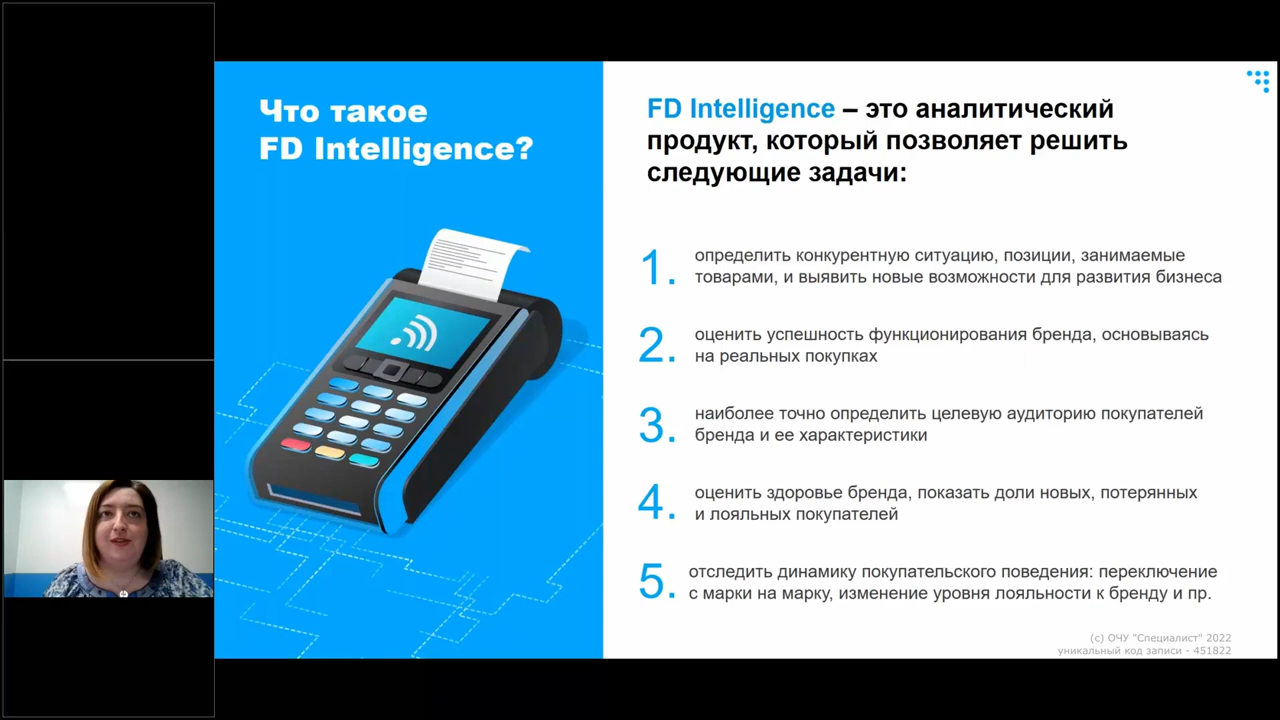 Что такое
FD Intelligence?
FD Intelligence – это аналитический
продукт, который позволяет решить
следующие задачи:
1. определить конкурентную ситуацию, позиции, занимаемые
товарами, и выявить новые возможности для развития бизнеса
2. оценить успешность функционирования бренда, основываясь
на реальных покупках
3. наиболее точно определить целевую аудиторию покупателей
бренда и ее характеристики
4. оценить здоровье бренда, показать доли новых, потерянных
и лояльных покупателей
5. отследить динамику покупательского поведения: переключение
с марки на марку, изменение уровня лояльности к бренду и пр.
(с) ОЧУ "Специалист" 2022
уникальный код записи - 451822